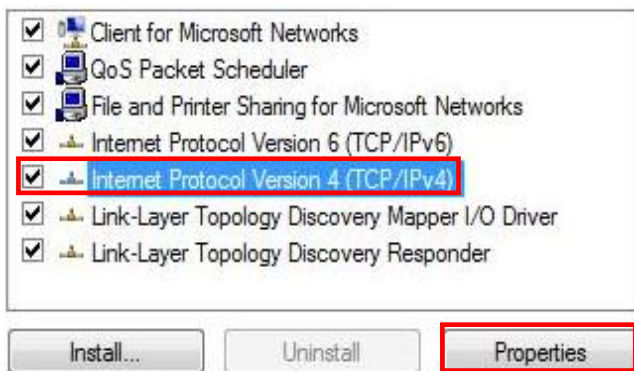 Client for Microsoft Networks
QoS Packet Scheduler
File and Printer Sharing for Microsoft Networks
Internet Protocol Version 6 (TCP/IPv6)
Internet Protocol Version 4 (TCP/IPv4)
Link-Layer Topology Discovery Mapper I/O Driver
Link-Layer Topology Discovery Responder
Install... Uninstall Properties